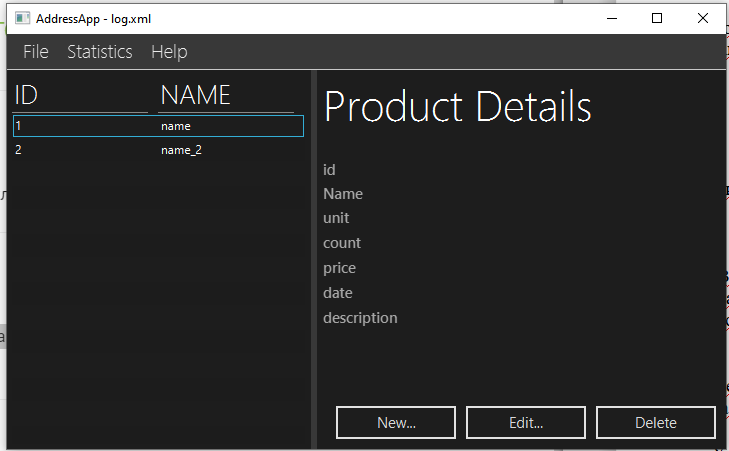 AddressApp - log.xml
File Statistics Help
ID NAME
1 name
2 name_2
Product Details
id
Name
unit
count
price
date
description
New... Edit... Delete